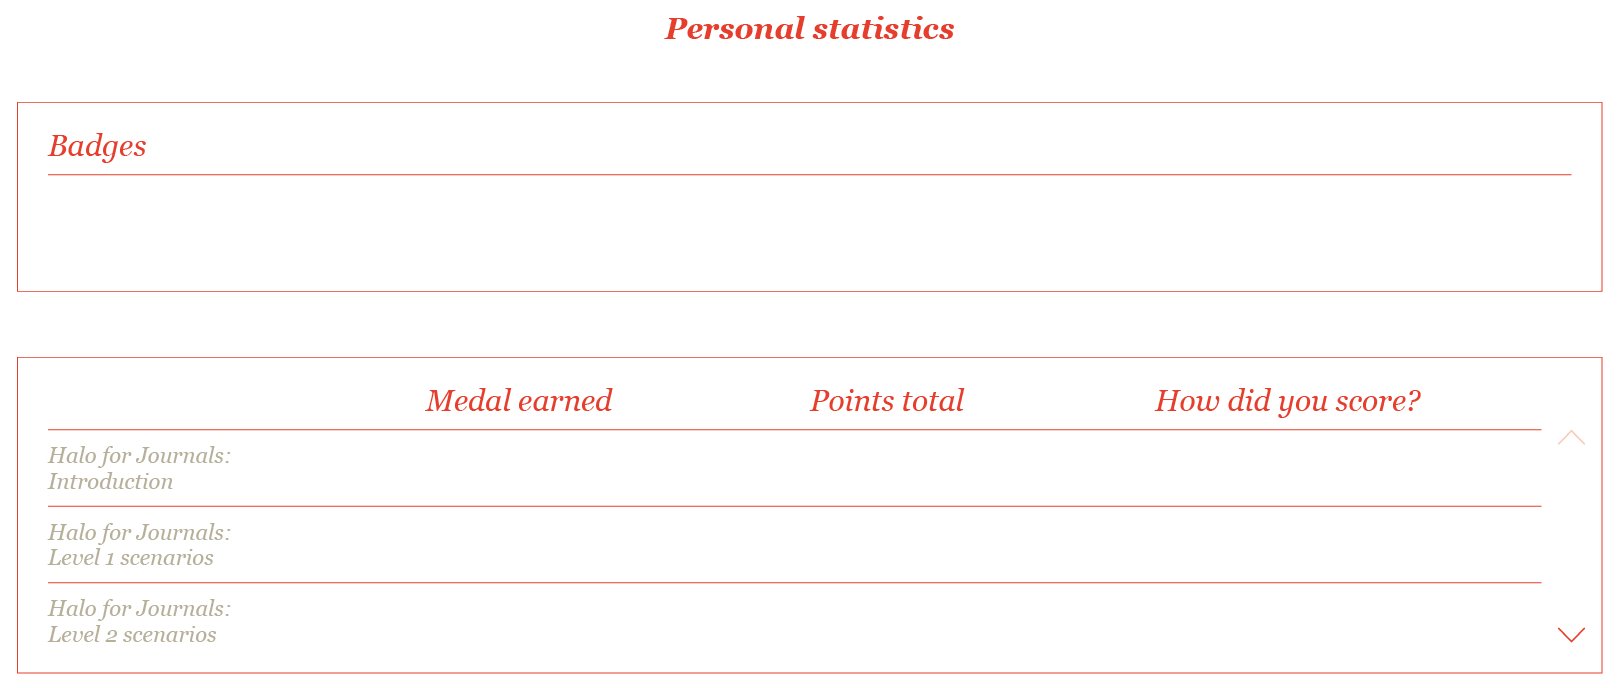 Personal statistics
Badges
Medal earned Points total How did you score?
Halo for Journals:
Introduction
Halo for Journals:
Level 1 scenarios
Halo for Journals:
Level 2 scenarios